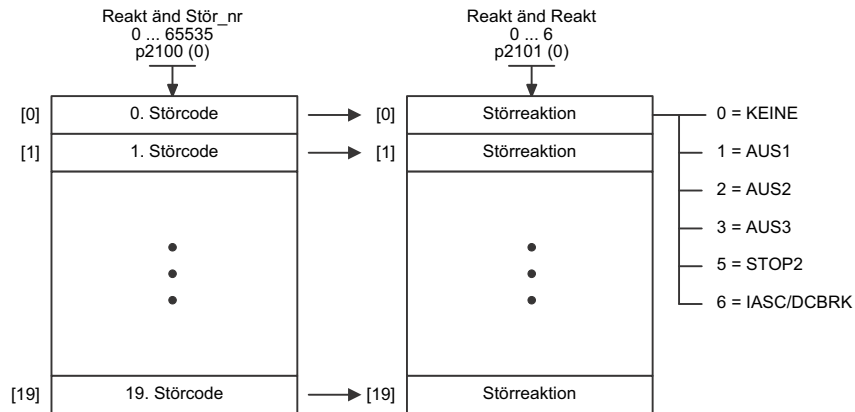 Reakt änd Stör_nr
0 ... 65535
p2100 (0)
Reakt änd Reakt
0 ... 6
p2101 (0)
[0] 0. Störcode [0] Störreaktion 0 = KEINE
[1] 1. Störcode [1] Störreaktion 1 = AUS1
2 = AUS2
3 = AUS3
5 = STOP2
6 = IASC/DCBRK
[19] 19. Störcode [19] Störreaktion